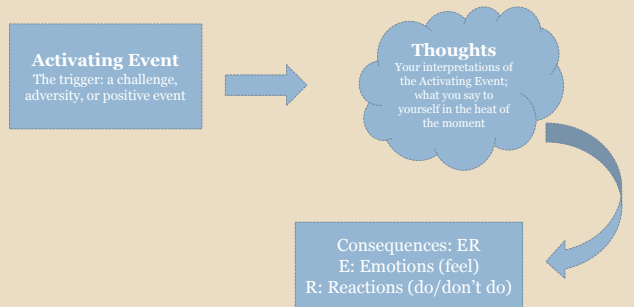 Activating Event
The trigger: a challenge,
adversity, or positive event
Thoughts
Your interpretations of
the Activating Event;
what you say to
yourself in the heat of
the moment
Consequences: ER
E: Emotions (feel)
R: Reactions (do/don’t do)